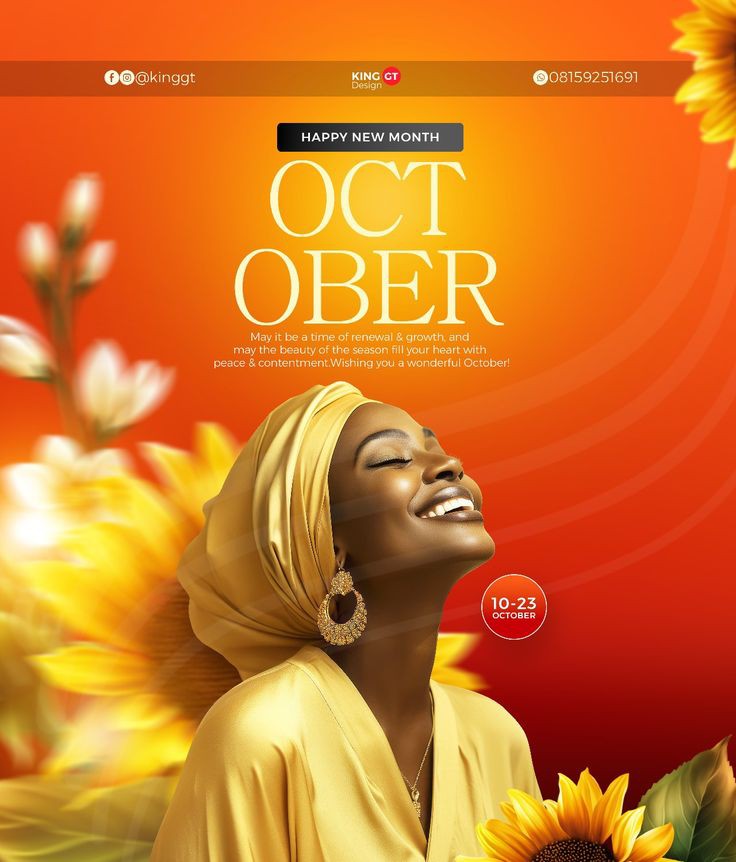 @kinggt
KING GT
Design
08159251691
HAPPY NEW MONTH
OCT
OBER
May it be a time of renewal & growth, and
may the beauty of the season fill your heart with
peace & contentment.Wishing you a wonderful October!
10-23
OCTOBER